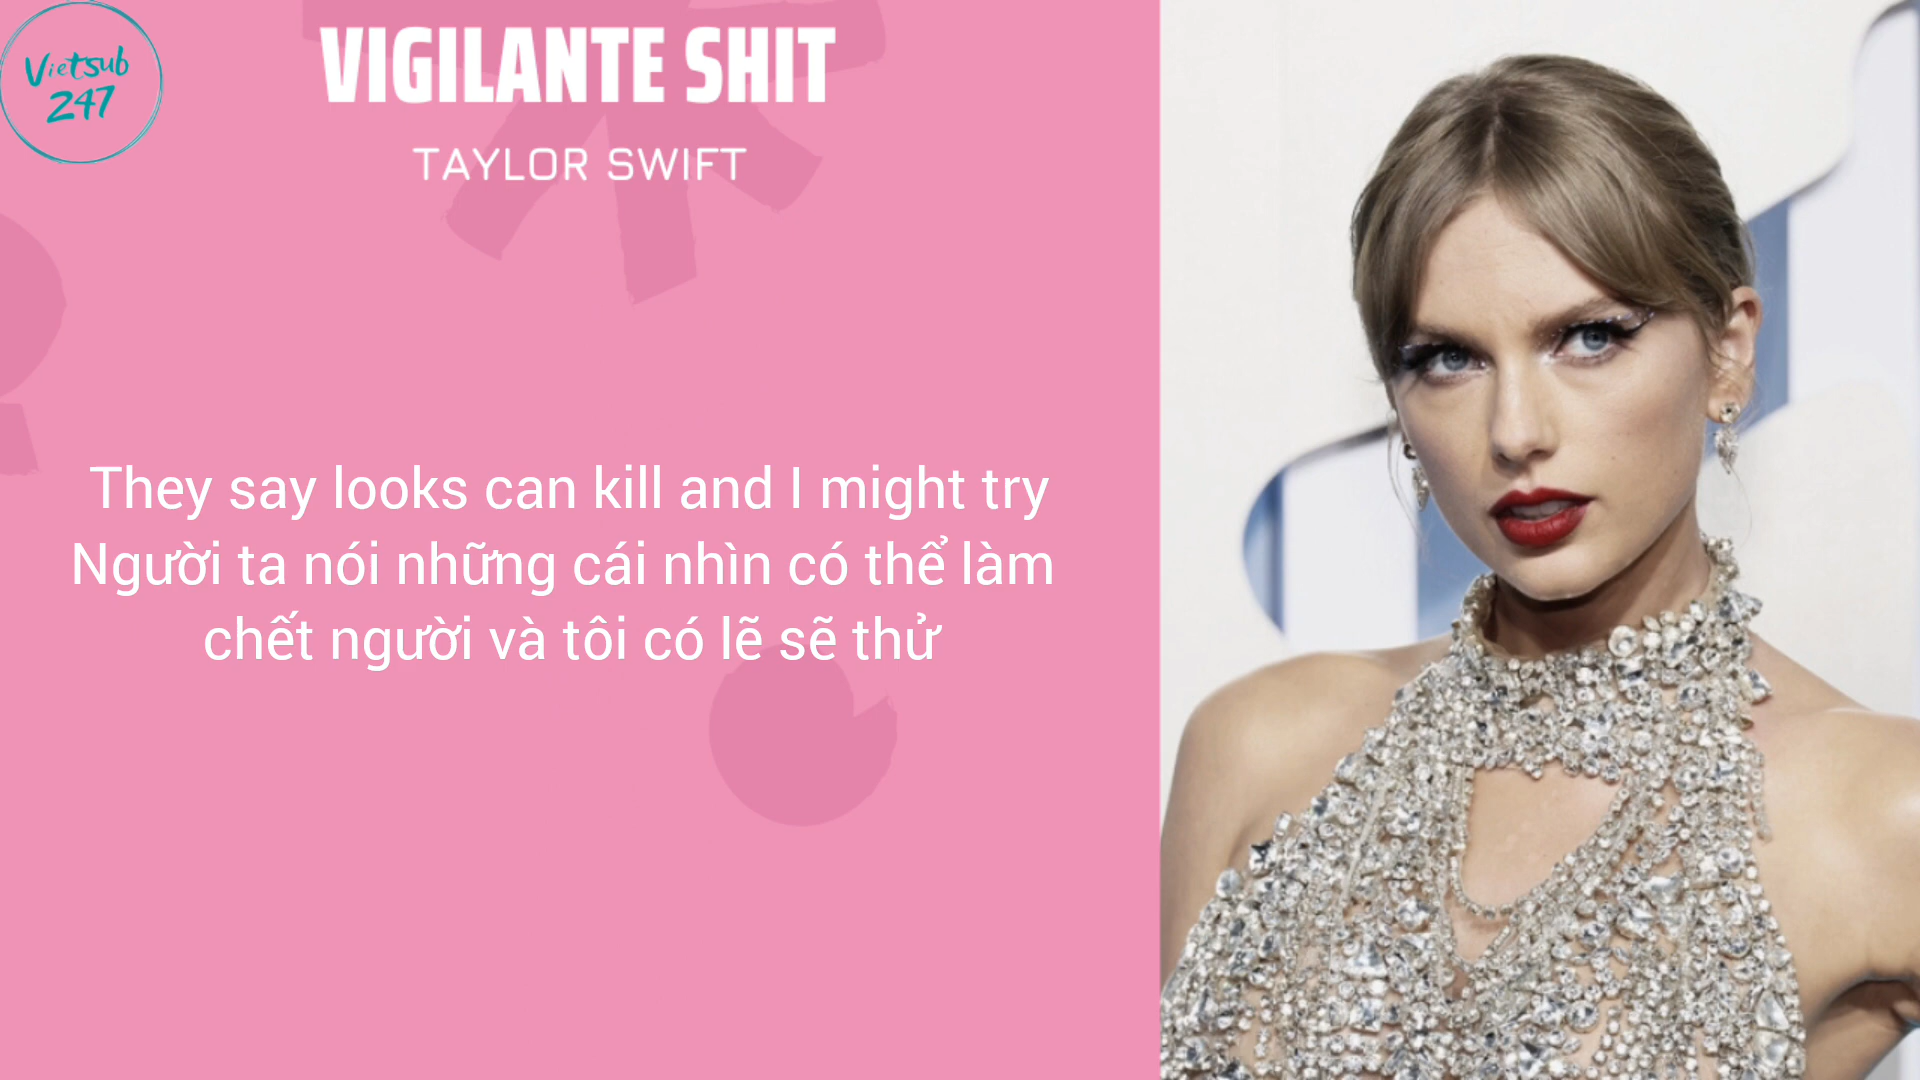 Vietsub
247
VIGILANTE SHIT
TAYLOR SWIFT
They say looks can kill and I might try
Người ta nói những cái nhìn có thể làm
chết người và tôi có lẽ sẽ thử